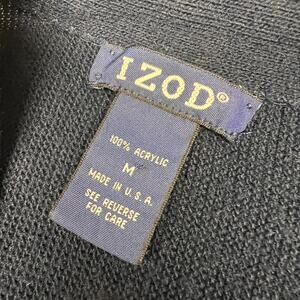 IZOD®
100% ACRYLIC
M
MADE IN U.S.A.
SEE REVERSE
FOR CARE